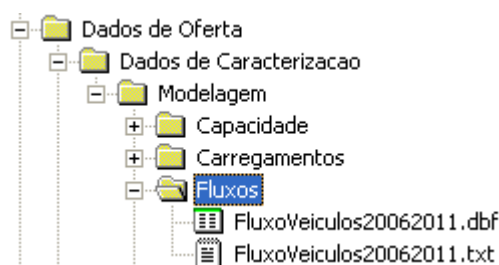 Dados de Oferta
Dados de Caracterizacao
Modelagem
Capacidade
Carregamentos
Fluxos
FluxoVeiculos20062011.dbf
FluxoVeiculos20062011.txt